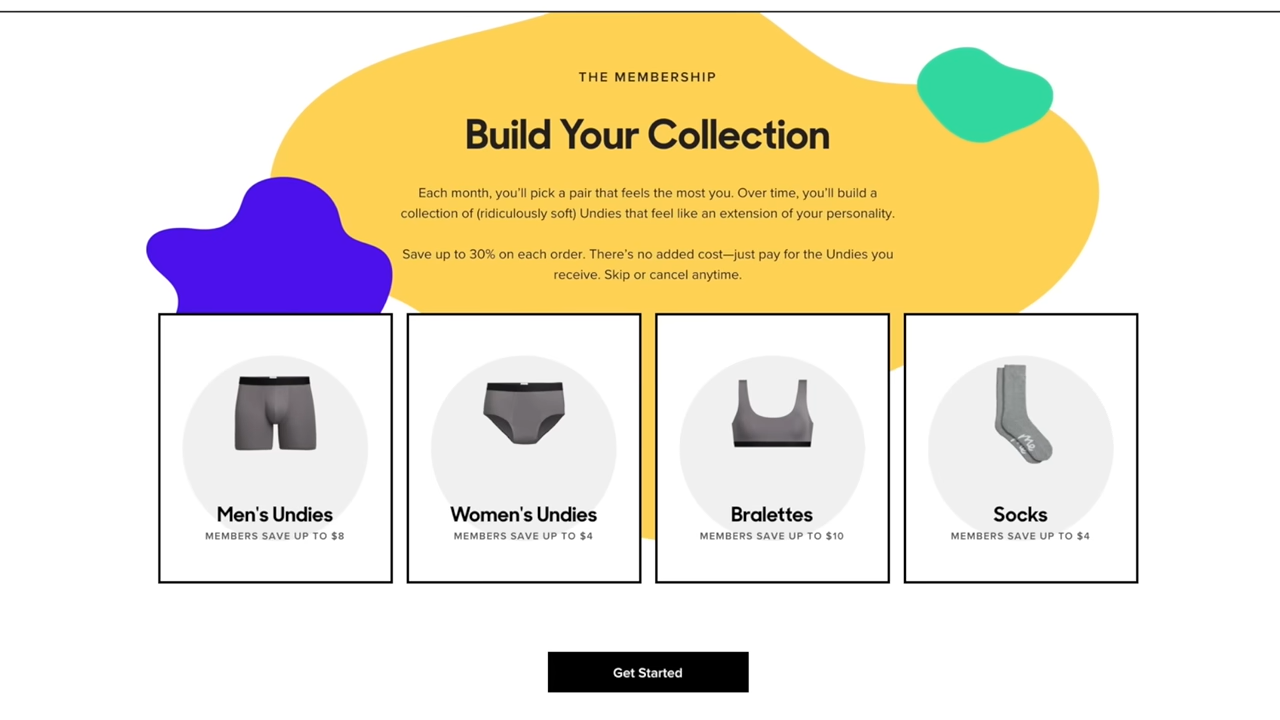 THE MEMBERSHIP
Build Your Collection
Each month, you'll pick a pair that feels the most you. Over time, you'll build a
collection of (ridiculously soft) Undies that feel like an extension of your personality.
Save up to 30% on each order. There's no added cost—just pay for the Undies you
receive. Skip or cancel anytime.
Me
Men's Undies
MEMBERS SAVE UP TO $8
Women's Undies
MEMBERS SAVE UP TO $4
Bralettes
MEMBERS SAVE UP TO $10
Socks
MEMBERS SAVE UP TO $4
Get Started